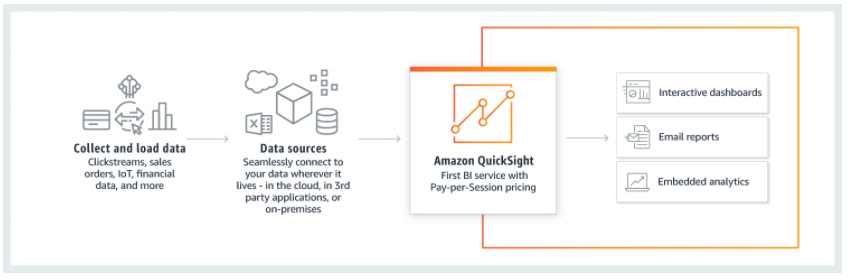 Collect and load data
Clickstreams, sales
orders, IoT, financial
data, and more
Data sources
Seamlessly connect to
your data wherever it
lives - in the cloud, in 3rd
party applications, or
on-premises
Amazon QuickSight
First BI service with
Pay-per-Session pricing
Interactive dashboards
Email reports
Embedded analytics